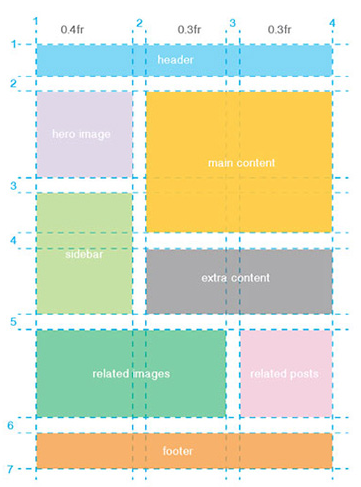 1 2 3 4
0.4fr 0.3fr 0.3fr
1
header
2
hero image
main content
3
4
sidebar
extra content
5
related images related posts
6
footer
7